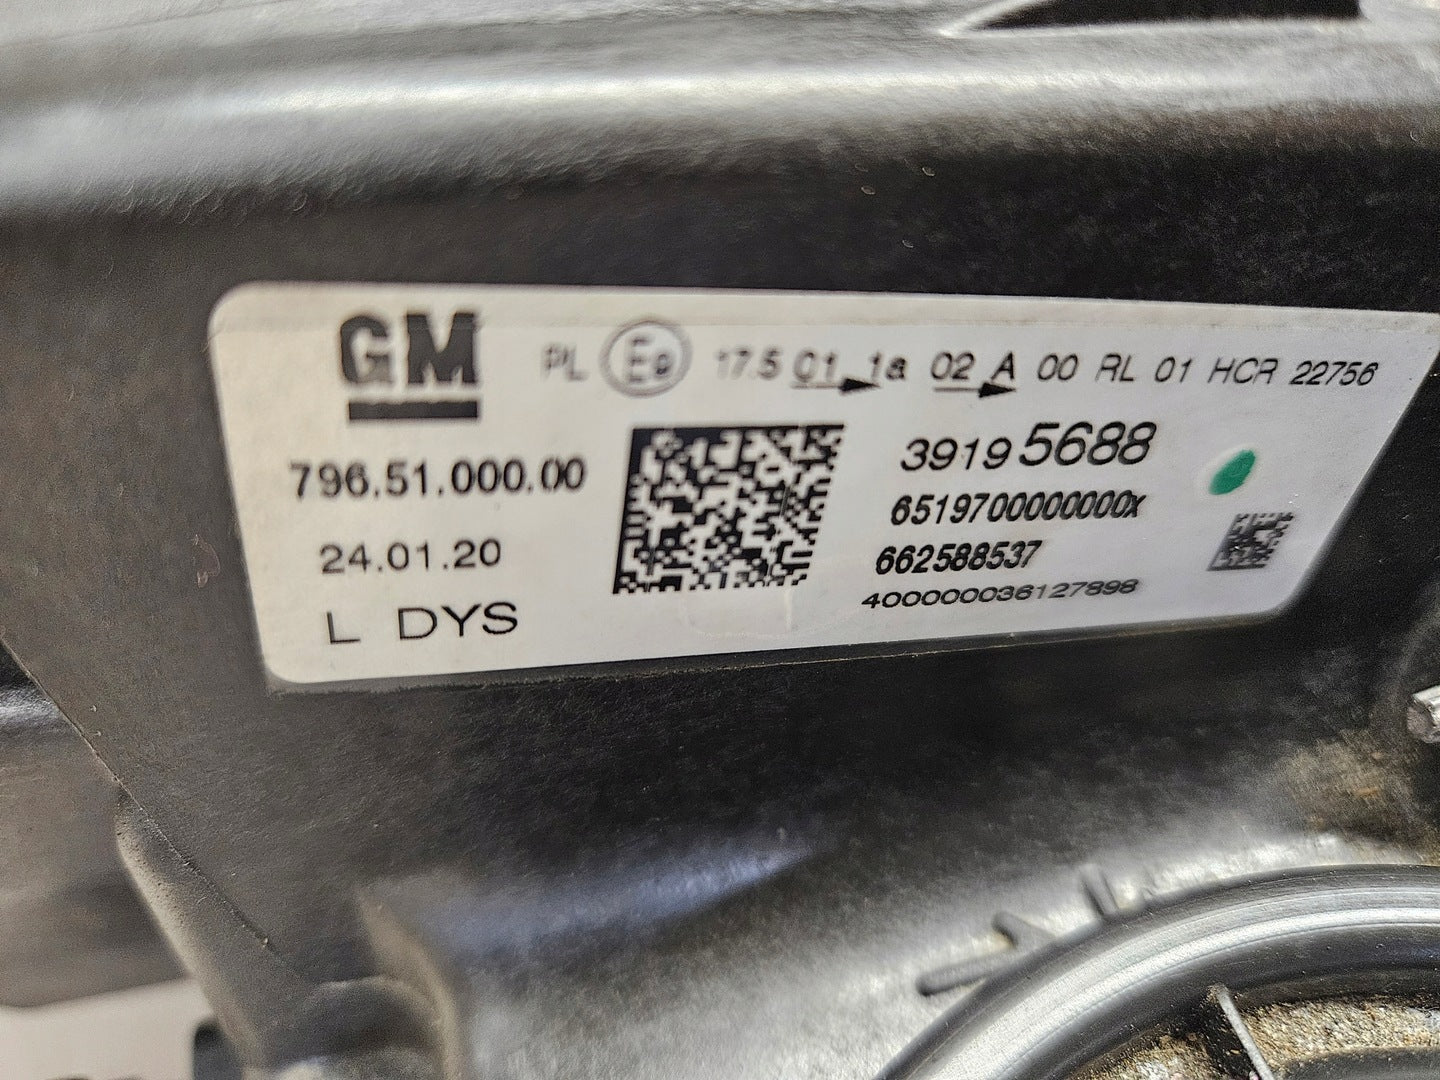 GM
PL E9 17.5 01 1a 02 A 00 RL 01 HCR 22756
796.51.000.00
39195688
6519700000000X
24.01.20
662588537
400000036127898
L DYS